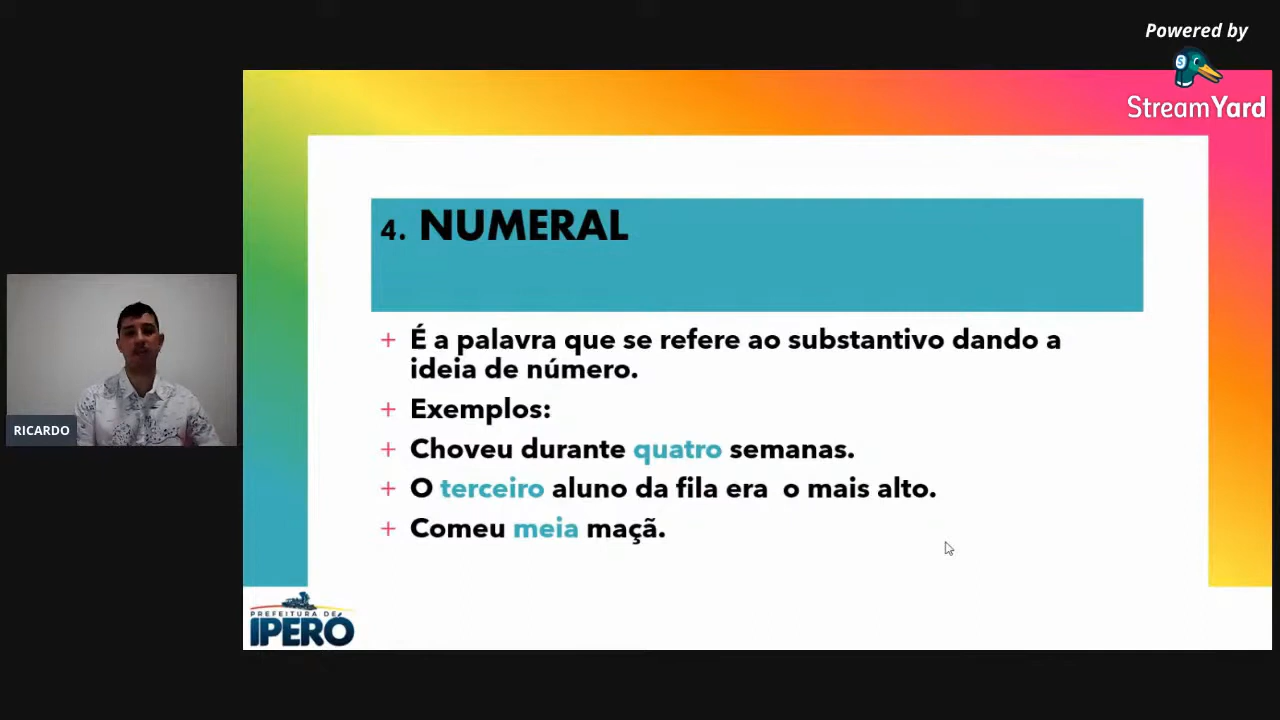 Powered by
StreamYard
4. NUMERAL
+ É a palavra que se refere ao substantivo dando a
ideia de número.
+ Exemplos:
+ Choveu durante quatro semanas.
+ O terceiro aluno da fila era  o mais alto.
+ Comeu meia maçã.
RICARDO
PREFEITURA DE
IPERÓ